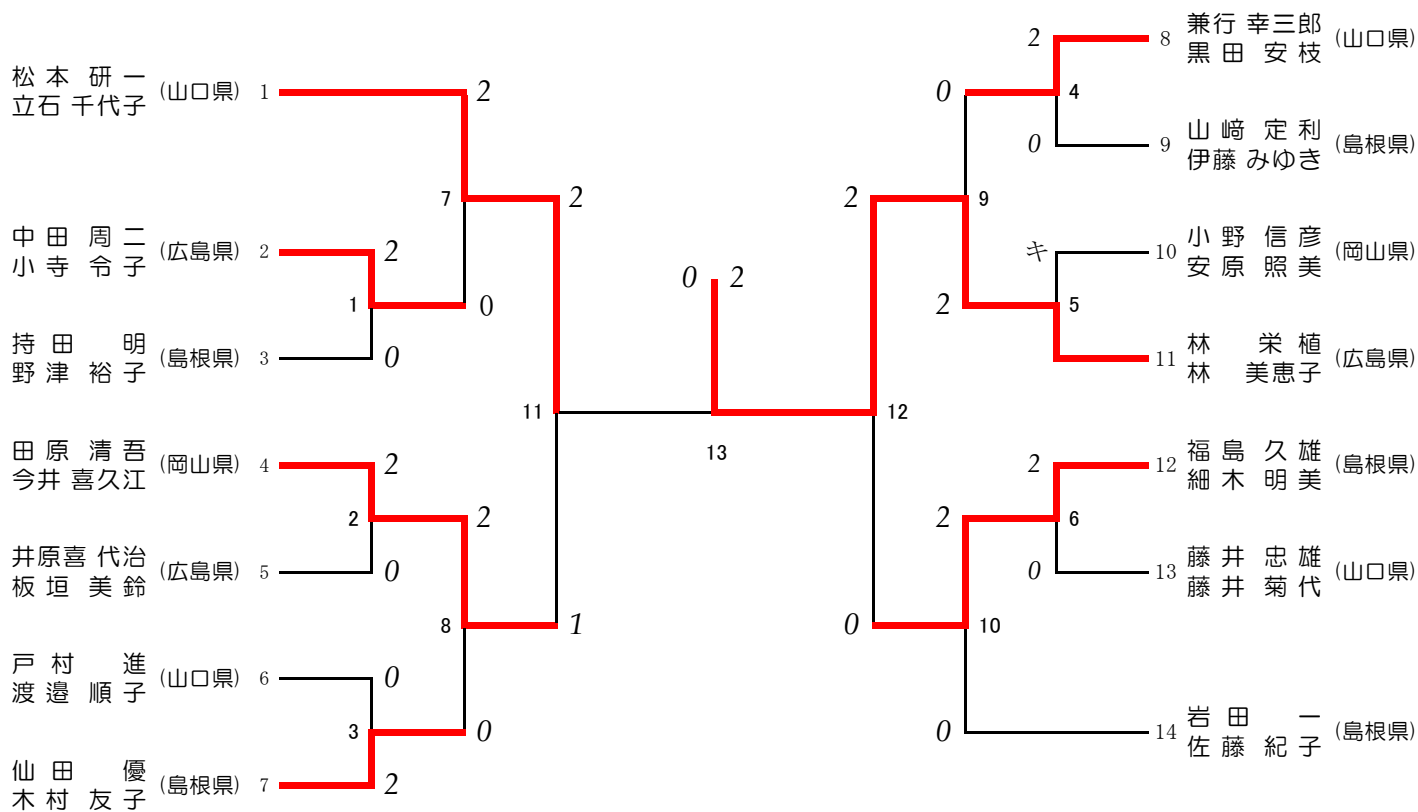 松本 研一
立石 千代子
(山口県) 1
2
7
2
中田 周二
小寺 令子
(広島県) 2
2
1
0
持田 明
野津 裕子
(島根県) 3
0
11
田原 清吾
今井 喜久江
(岡山県) 4
2
2
2
井原喜 代治
板垣 美鈴
(広島県) 5
0
8
1
戸村 進
渡邉 順子
(山口県) 6
0
3
0
仙田 優
木村 友子
(島根県) 7
2
0 2
13
2
8
兼行 幸三郎
黒田 安枝
(山口県)
0
4
0
9
山﨑 定利
伊藤 みゆき
(島根県)
2
9
キ
10
小野 信彦
安原 照美
(岡山県)
2
5
11
林 栄植
林 美恵子
(広島県)
12
2
12
福島 久雄
細木 明美
(島根県)
2
6
0
13
藤井 忠雄
藤井 菊代
(山口県)
0
10
0
14
岩田 一
佐藤 紀子
(島根県)